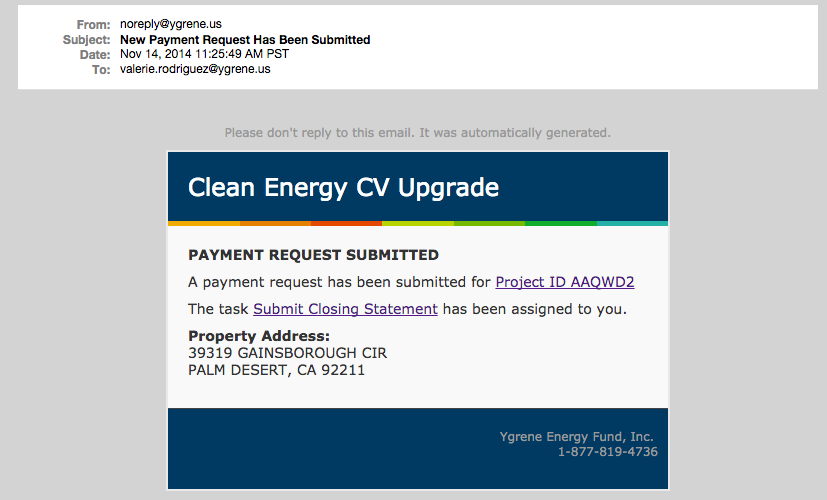 From: noreply@ygrene.us
Subject: New Payment Request Has Been Submitted
Date: Nov 14, 2014 11:25:49 AM PST
To: valerie.rodriguez@ygrene.us
Please don't reply to this email. It was automatically generated.
Clean Energy CV Upgrade
PAYMENT REQUEST SUBMITTED
A payment request has been submitted for Project ID AAQWD2
The task Submit Closing Statement has been assigned to you.
Property Address:
39319 GAINSBOROUGH CIR
PALM DESERT, CA 92211
Ygrene Energy Fund, Inc.
1-877-819-4736